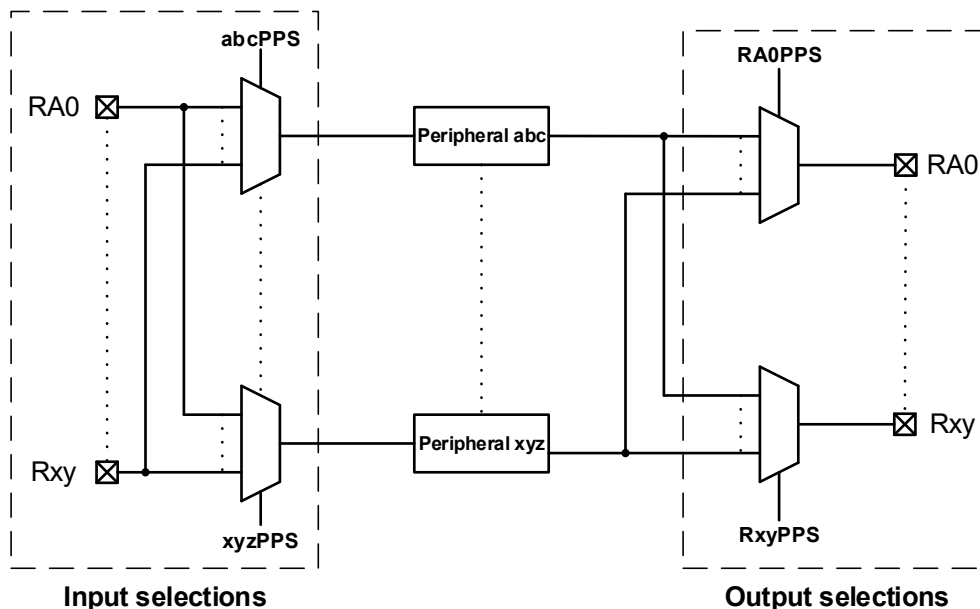 abcPPS
RA0PPS
RA0
Peripheral abc
RA0
Rxy
Peripheral xyz
Rxy
xyzPPS
RxyPPS
Input selections
Output selections